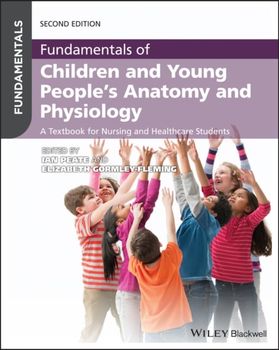 FUNDAMENTALS
SECOND EDITION
Fundamentals of
Children and Young
People's Anatomy and
Physiology
A Textbook for Nursing and Healthcare Students
EDITED BY
IAN PEATE AND
ELIZABETH GORMLEY-FLEMING
WILEY Blackwell